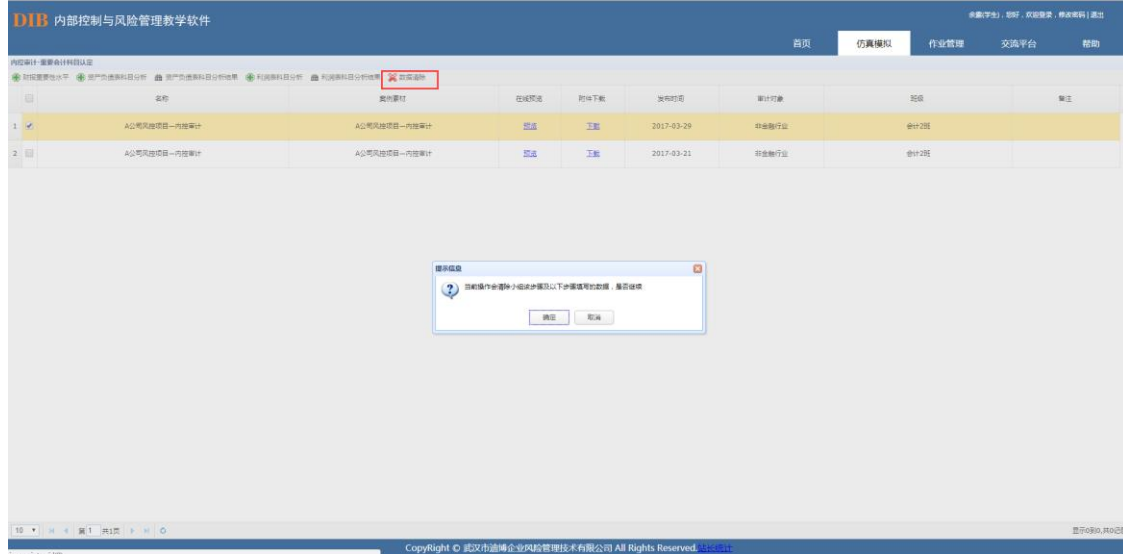 DIB 内部控制与风险管理教学软件
余露(学生)，您好，欢迎登录，修改密码 | 退出
首页 仿真模拟 作业管理 交流平台 帮助
内控审计-重要会计科目认定
财报重要性水平 资产负债表科目分析 资产负债表科目分析结果 利润表科目分析 利润表科目分析结果 数据清除
名称 案例素材 在线预览 附件下载 发布时间 审计对象 班级 备注
1 A公司风控项目—内控审计 A公司风控项目—内控审计 预览 下载 2017-03-29 非金融行业 会计2班
2 A公司风控项目—内控审计 A公司风控项目—内控审计 预览 下载 2017-03-21 非金融行业 会计2班
提示信息
当前操作会清除小组该步骤及以下步骤填写的数据，是否继续
确定 取消
10 第 1 共1页
显示0到0,共0记
CopyRight © 武汉市迪博企业风险管理技术有限公司 All Rights Reserved.站长统计